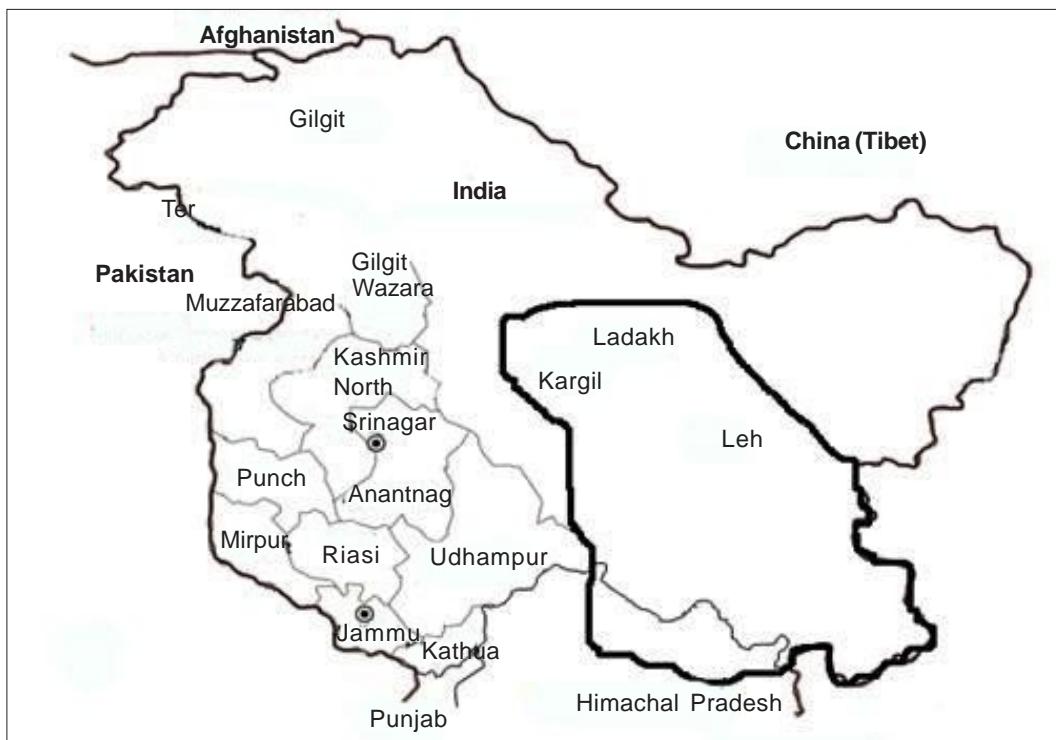 Afghanistan
Gilgit
China (Tibet)
India
Ter
Pakistan
Gilgit
Wazara
Muzzafarabad
Ladakh
Kashmir
North
Kargil
Srinagar
Leh
Punch
Anantnag
Mirpur
Riasi
Udhampur
Jammu
Kathua
Himachal Pradesh
Punjab